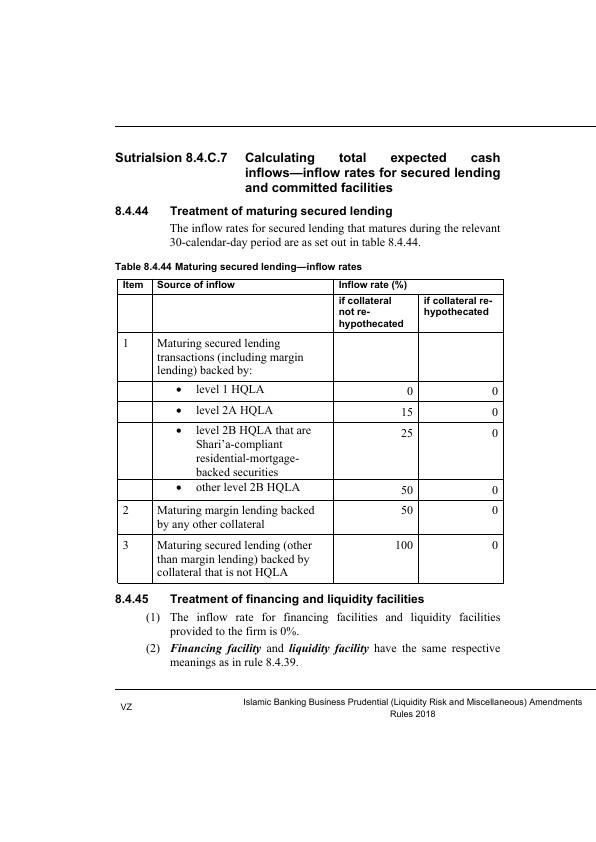 Sutrialsion 8.4.C.7 Calculating total expected cash
inflows—inflow rates for secured lending
and committed facilities
8.4.44 Treatment of maturing secured lending
The inflow rates for secured lending that matures during the relevant
30-calendar-day period are as set out in table 8.4.44.
Table 8.4.44 Maturing secured lending—inflow rates
Item Source of inflow Inflow rate (%)
if collateral
not re-
hypothecated
if collateral re-
hypothecated
1 Maturing secured lending
transactions (including margin
lending) backed by:
• level 1 HQLA 0 0
• level 2A HQLA 15 0
• level 2B HQLA that are 25 0
Shari’a-compliant
residential-mortgage-
backed securities
• other level 2B HQLA 50 0
2 Maturing margin lending backed 50 0
by any other collateral
3 Maturing secured lending (other 100 0
than margin lending) backed by
collateral that is not HQLA
8.4.45 Treatment of financing and liquidity facilities
(1) The inflow rate for financing facilities and liquidity facilities
provided to the firm is 0%.
(2) Financing facility and liquidity facility have the same respective
meanings as in rule 8.4.39.
VZ Islamic Banking Business Prudential (Liquidity Risk and Miscellaneous) Amendments
Rules 2018